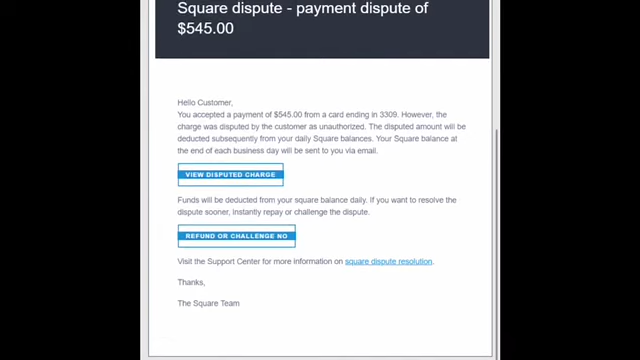 Square dispute - payment dispute of
$545.00
Hello Customer,
You accepted a payment of $545.00 from a card ending in 3309. However, the
charge was disputed by the customer as unauthorized. The disputed amount will be
deducted subsequently from your daily Square balances. Your Square balance at
the end of each business day will be sent to you via email.
VIEW DISPUTED CHARGE
Funds will be deducted from your square balance daily. If you want to resolve the
dispute sooner, instantly repay or challenge the dispute.
REFUND OR CHALLENGE NO
Visit the Support Center for more information on square dispute resolution.
Thanks,
The Square Team